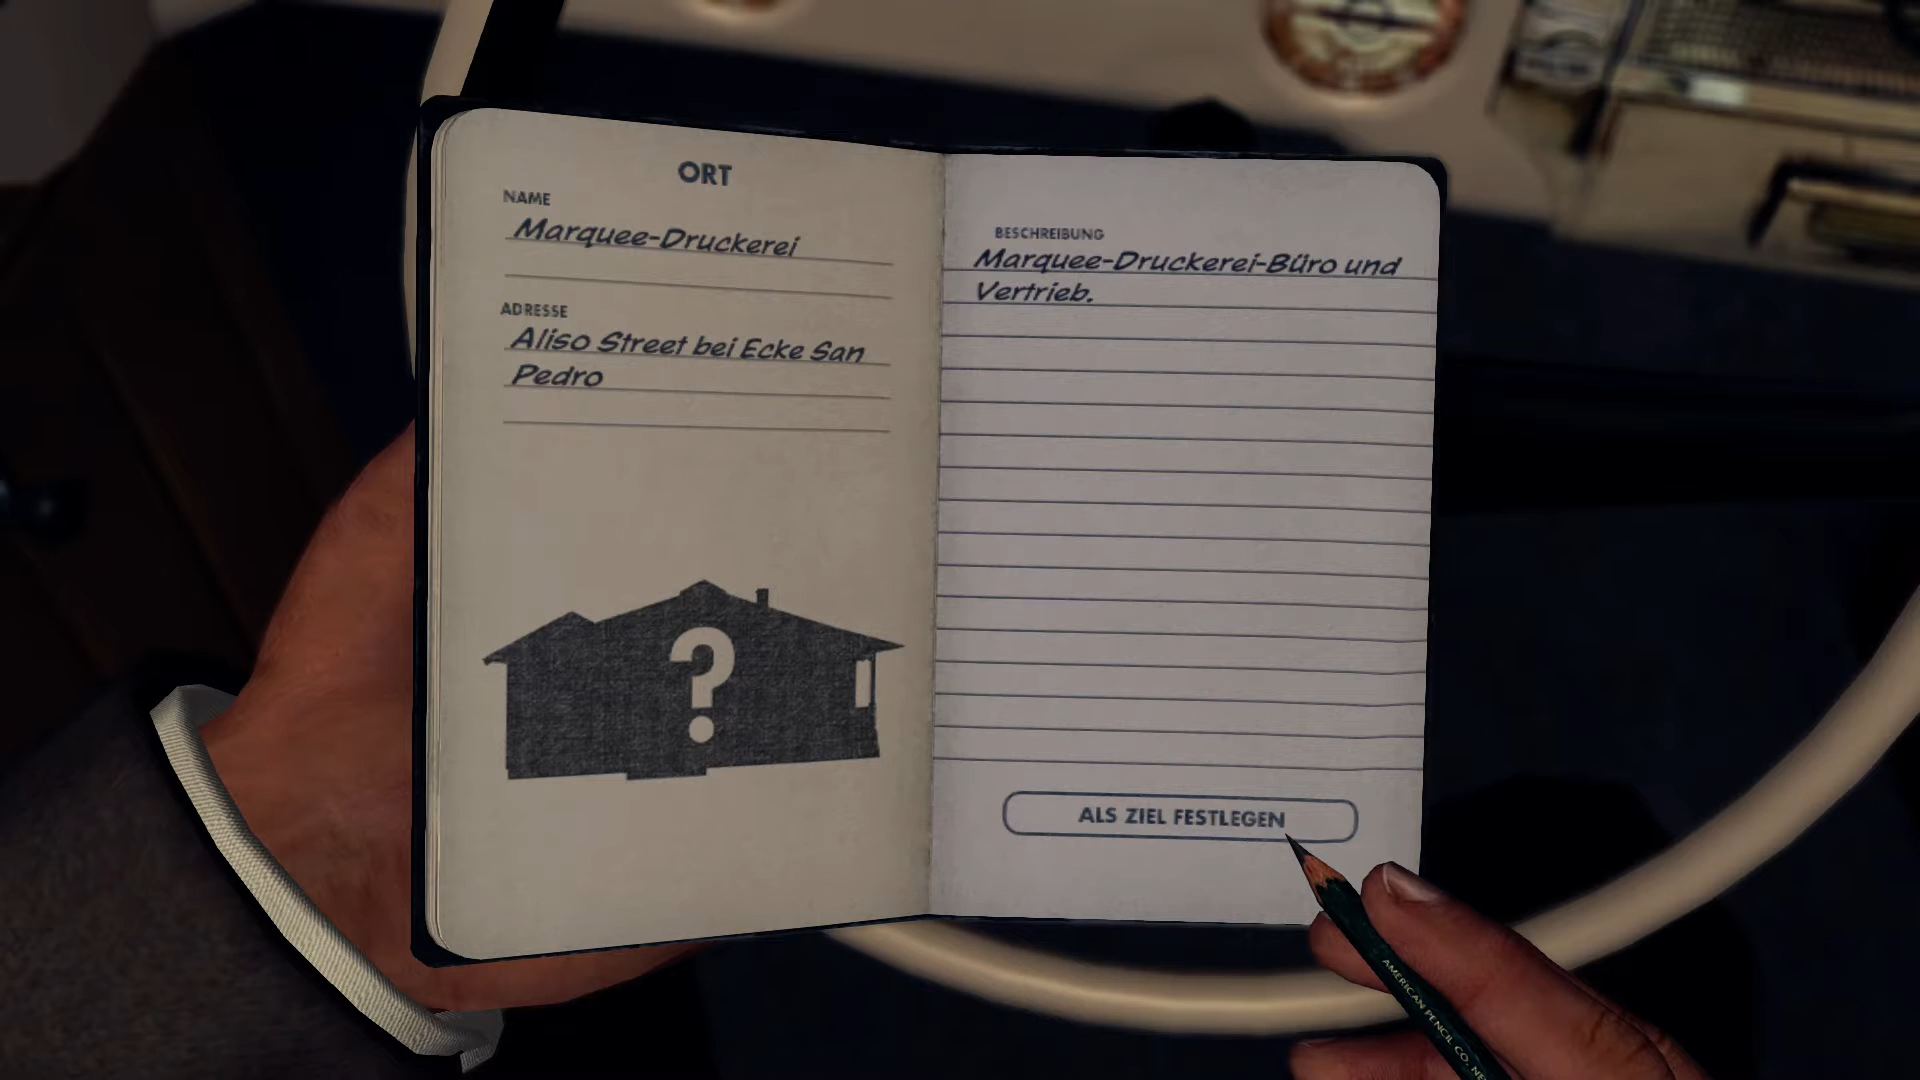 ORT
NAME
Marquee-Druckerei
ADRESSE
Aliso Street bei Ecke San
Pedro
BESCHREIBUNG
Marquee-Druckerei-Büro und
Vertrieb.
ALS ZIEL FESTLEGEN
AMERICAN PENCIL CO.